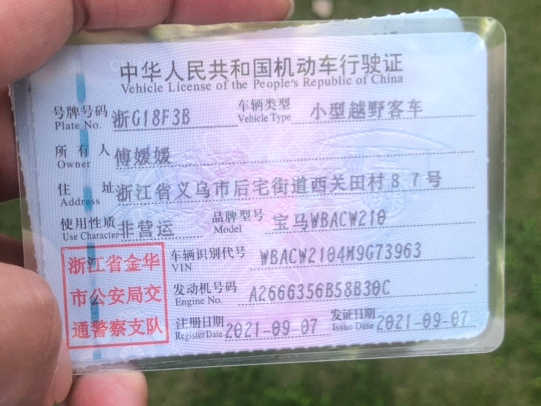 中华人民共和国机动车行驶证
Vehicle License of the People's Republic of China
号牌号码 Plate No. 浙G18F3B 车辆类型 Vehicle Type 小型越野客车
所有人 Owner 傅媛媛
住址 Address 浙江省义乌市后宅街道西关田村87号
使用性质 Use Character 非营运 品牌型号 Model 宝马WBACW210
车辆识别代号 VIN WBACW2104M9G73963
发动机号码 Engine No. A2666356B58B30C
注册日期 Register Date 2021-09-07 发证日期 Issue Date 2021-09-07
浙江省金华
市公安局交
通警察支队